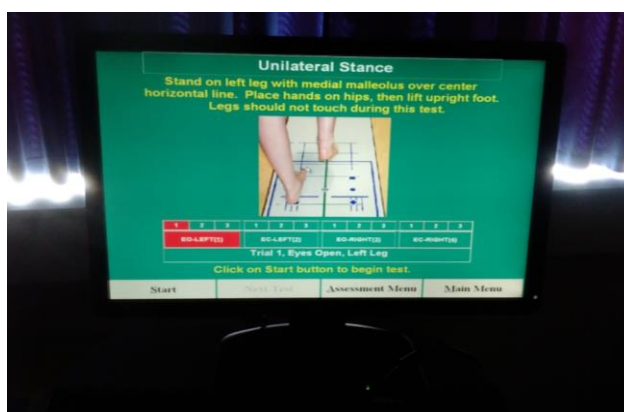 Unilateral Stance
Stand on left leg with medial malleolus over center
horizontal line. Place hands on hips, then lift upright foot.
Legs should not touch during this test.
1 2 3 1 2 3 1 2 3 1 2 3
EO-LEFT[1] EC-LEFT[2] EO-RIGHT[3] EC-RIGHT[4]
Trial 1, Eyes Open, Left Leg
Click on Start button to begin test.
Start Next Test Assessment Menu Main Menu